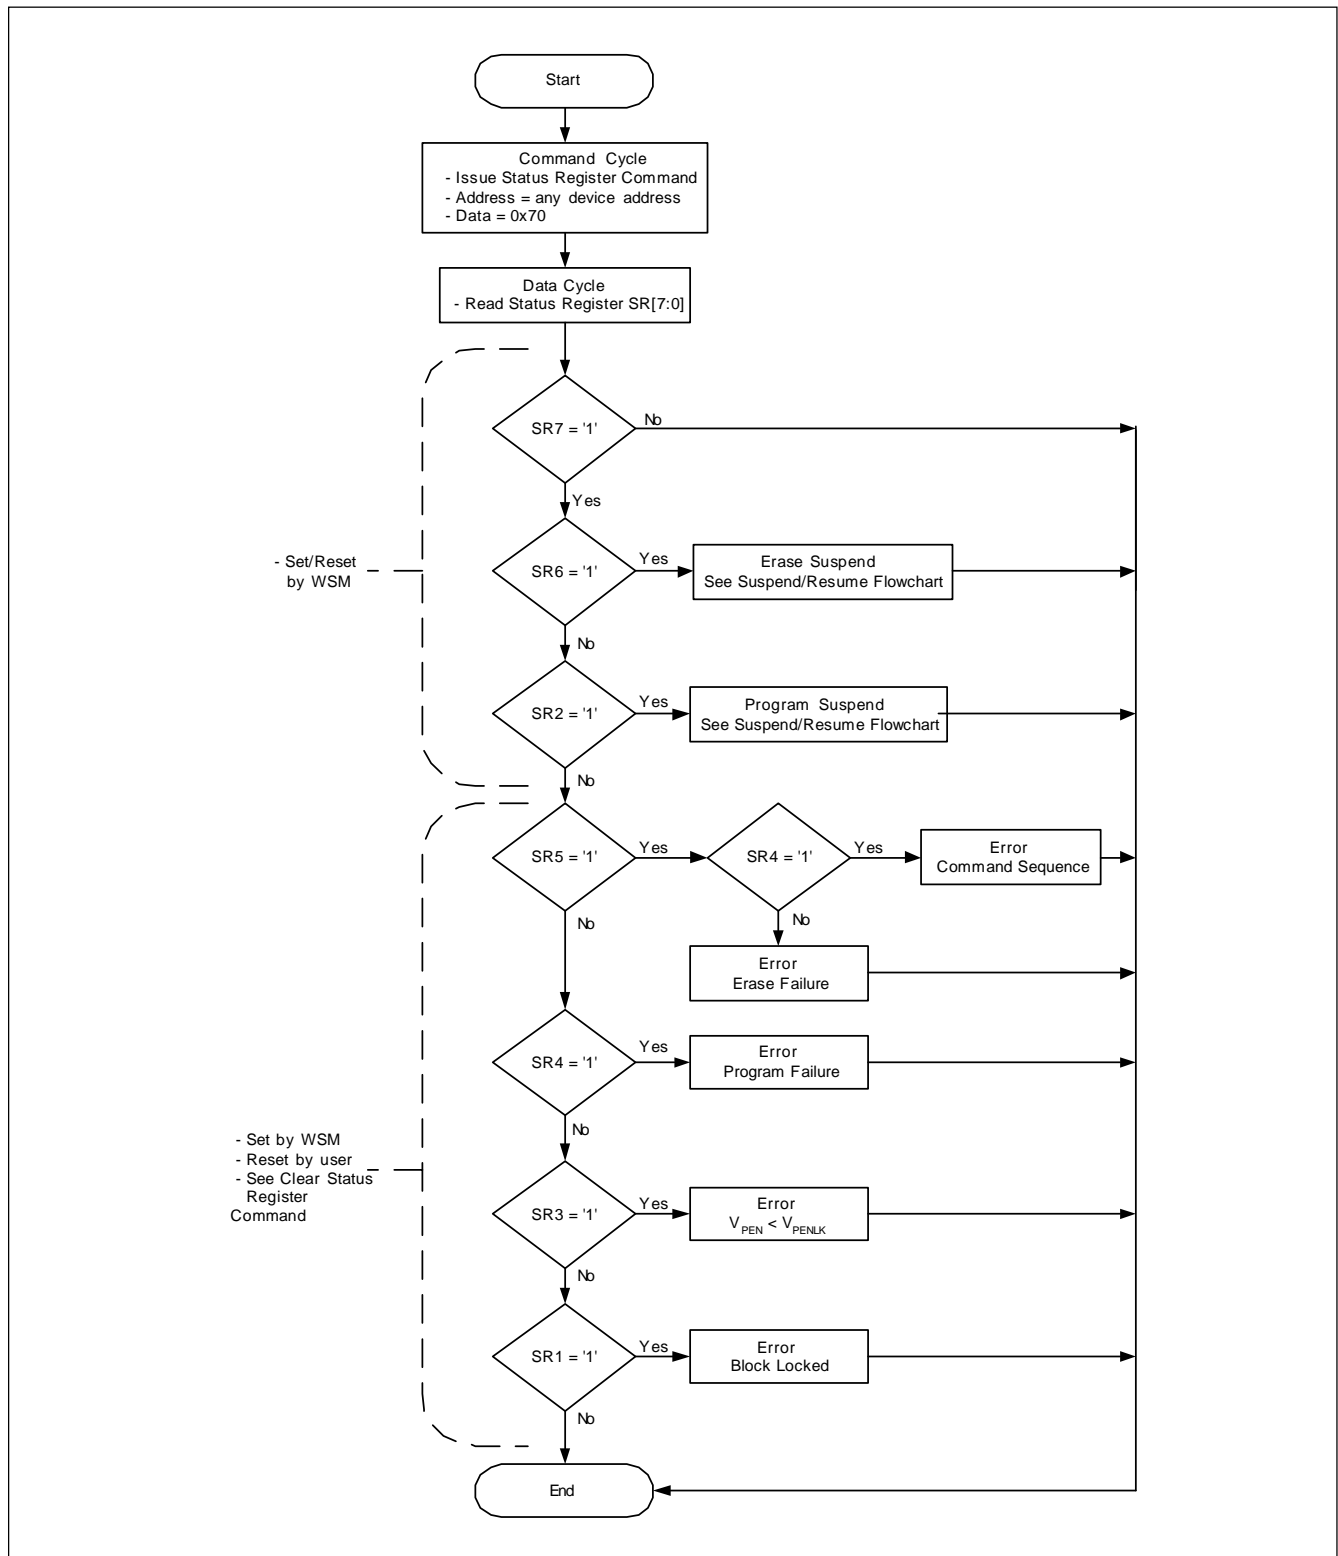 Start
Command Cycle
- Issue Status Register Command
- Address = any device address
- Data = 0x70
Data Cycle
- Read Status Register SR[7:0]
SR7 = '1'
No
Yes
- Set/Reset
by WSM
SR6 = '1'
Yes
Erase Suspend
See Suspend/Resume Flowchart
No
SR2 = '1'
Yes
Program Suspend
See Suspend/Resume Flowchart
No
SR5 = '1'
Yes
SR4 = '1'
Yes
Error
Command Sequence
No
No
Error
Erase Failure
SR4 = '1'
Yes
Error
Program Failure
No
- Set by WSM
- Reset by user
- See Clear Status
Register
Command
SR3 = '1'
Yes
Error
VPEN < VPENLK
No
SR1 = '1'
Yes
Error
Block Locked
No
End